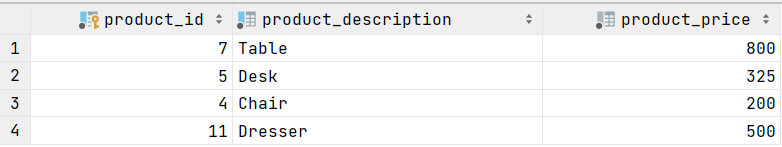 product_id product_description product_price
1 7 Table 800
2 5 Desk 325
3 4 Chair 200
4 11 Dresser 500